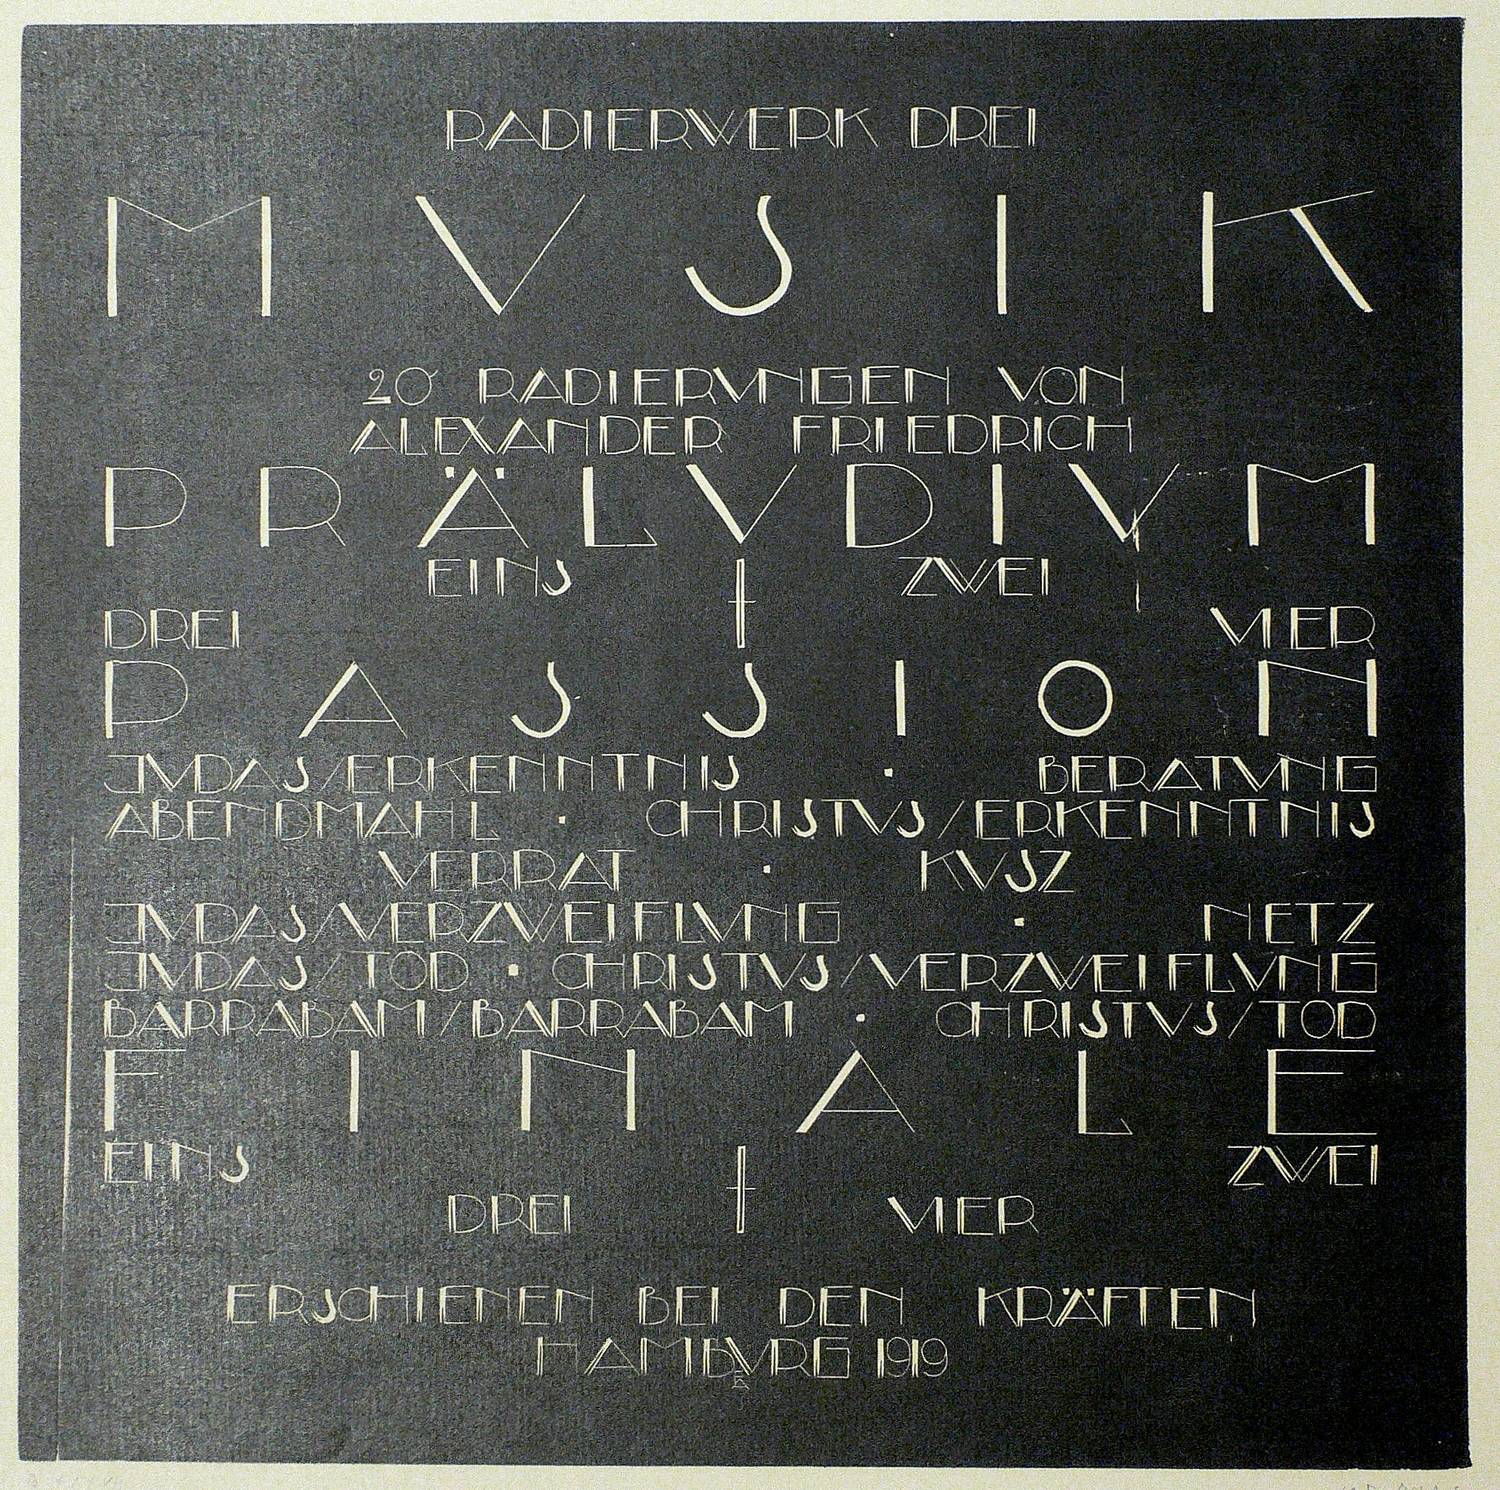 RADIERWERK DREI
MVSIK
20 RADIERVNGEN VON
ALEXANDER FRIEDRICH
PRÄLVDIVM
EINS ZWEI
DREI VIER
PASSION
JVDAS/ERKENNTNIS · BERATVNG
ABENDMAHL · CHRISTVS/ERKENNTNIS
VERRAT · KVSZ
JVDAS/VERZWEIFLVNG · NETZ
JVDAS/TOD · CHRISTVS/VERZWEIFLVNG
BARRABAM/BARRABAM · CHRISTVS/TOD
FINALE
EINS ZWEI
DREI VIER
ERSCHIENEN BEI DEN KRÄFTEN
HAMBVRG 1919